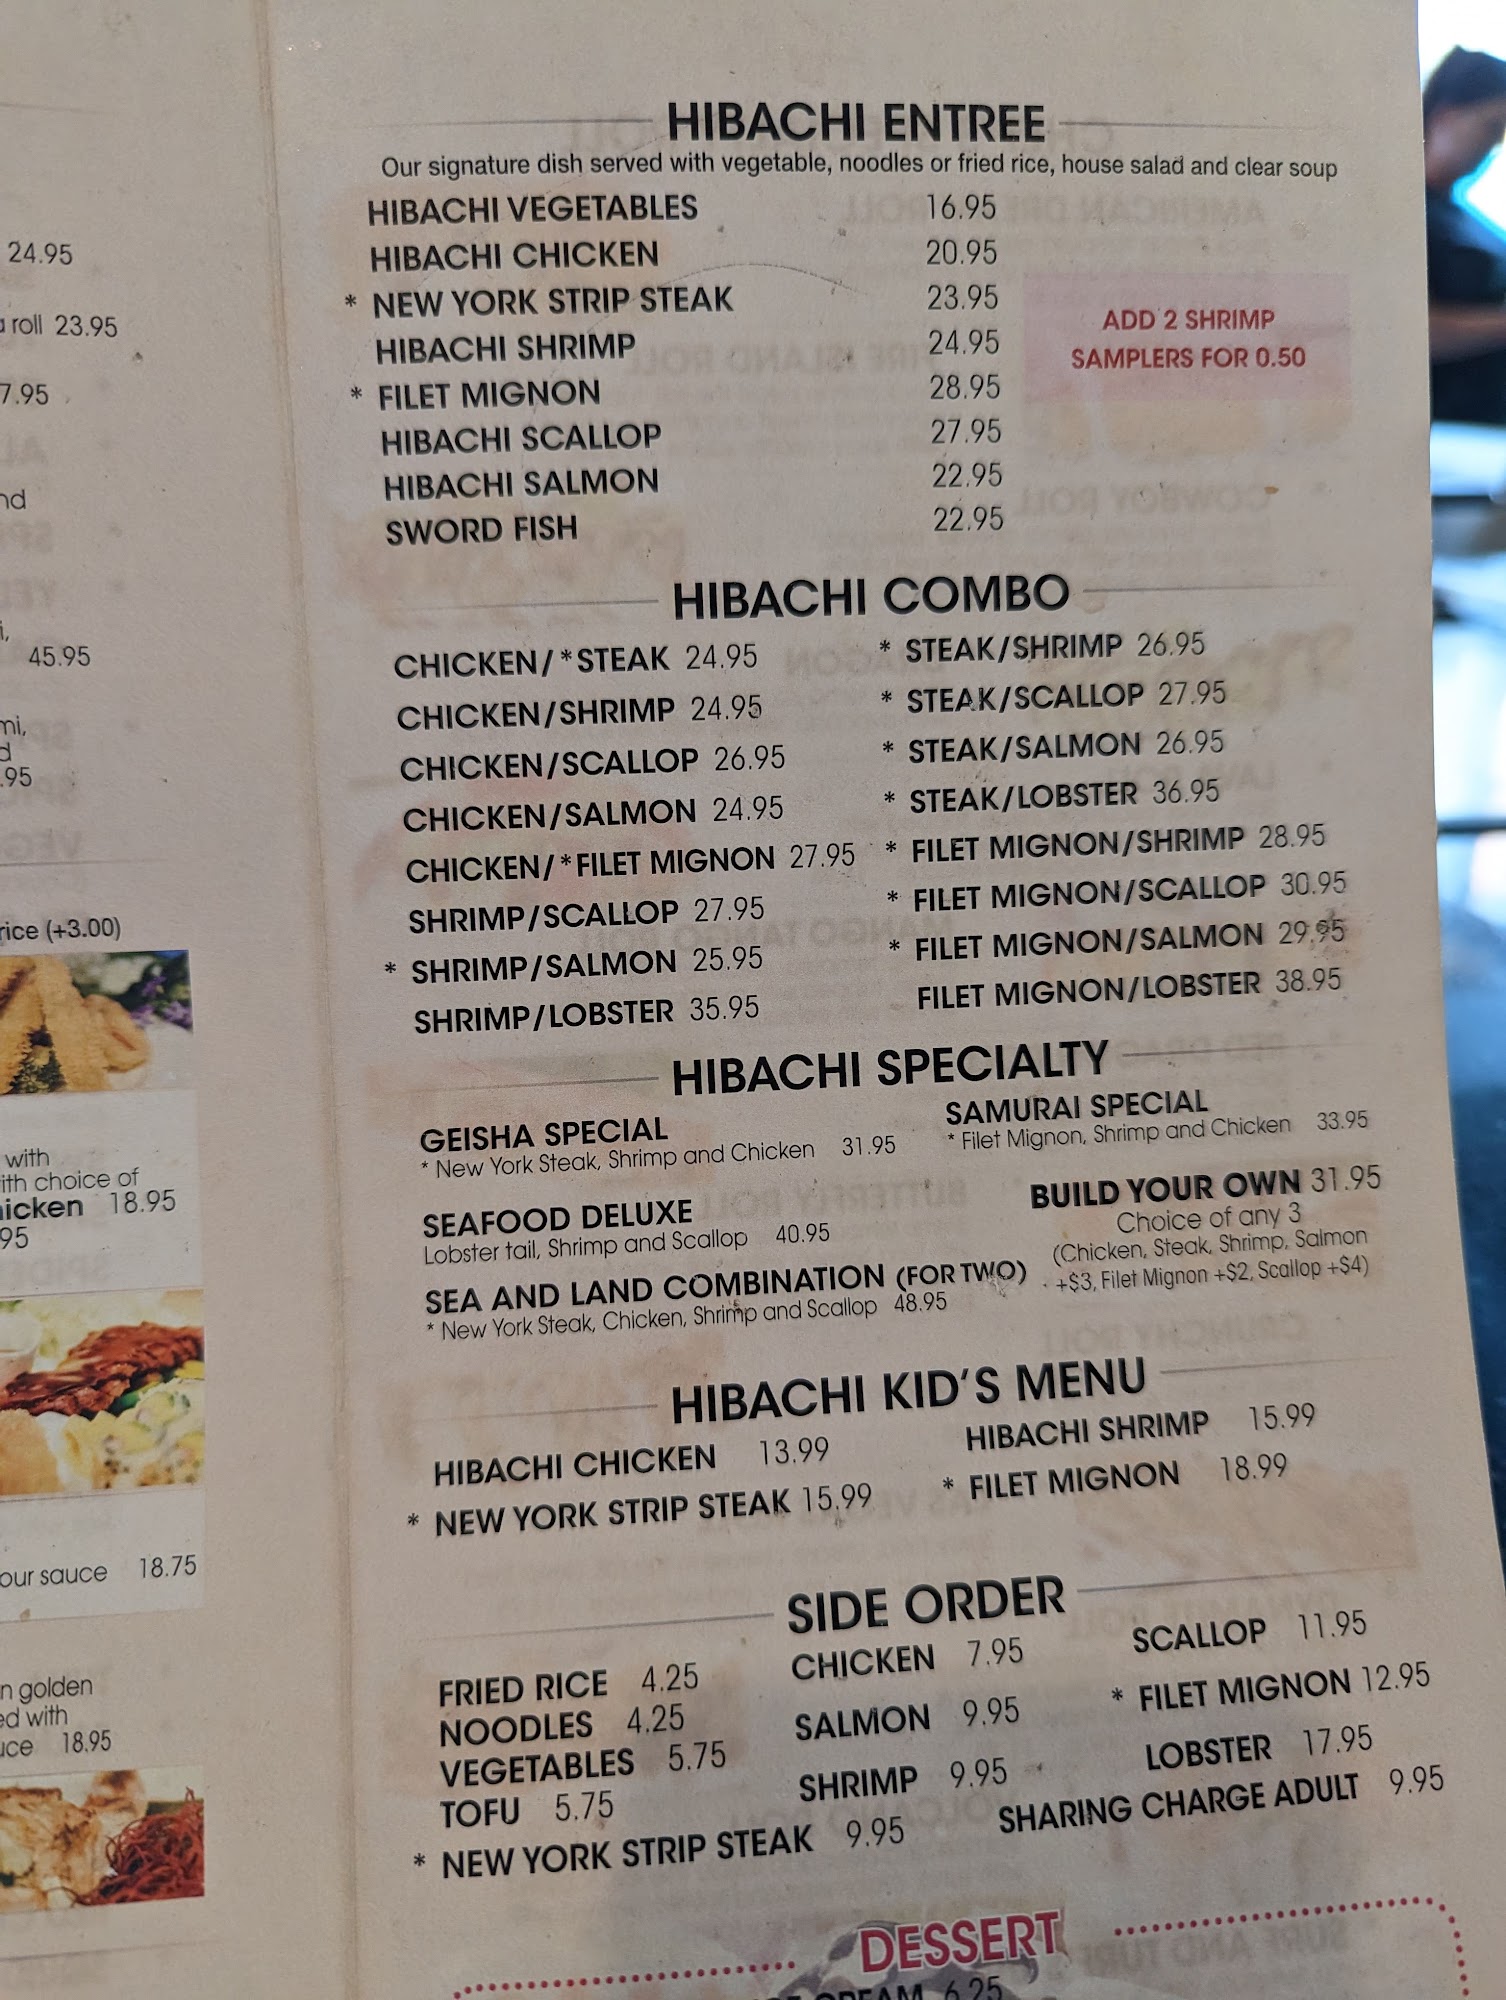 24.95
roll 23.95
7.95
nd
45.95
mi,
d
.95
rice (+3.00)
with
ith choice of
icken 18.95
95
our sauce 18.75
n golden
ed with
uce 18.95
HIBACHI ENTREE
Our signature dish served with vegetable, noodles or fried rice, house salad and clear soup
HIBACHI VEGETABLES 16.95
HIBACHI CHICKEN 20.95
* NEW YORK STRIP STEAK 23.95
HIBACHI SHRIMP 24.95
* FILET MIGNON 28.95
HIBACHI SCALLOP 27.95
HIBACHI SALMON 22.95
SWORD FISH 22.95
ADD 2 SHRIMP
SAMPLERS FOR 0.50
HIBACHI COMBO
CHICKEN/*STEAK 24.95
CHICKEN/SHRIMP 24.95
CHICKEN/SCALLOP 26.95
CHICKEN/SALMON 24.95
CHICKEN/*FILET MIGNON 27.95
SHRIMP/SCALLOP 27.95
* SHRIMP/SALMON 25.95
SHRIMP/LOBSTER 35.95
* STEAK/SHRIMP 26.95
* STEAK/SCALLOP 27.95
* STEAK/SALMON 26.95
* STEAK/LOBSTER 36.95
* FILET MIGNON/SHRIMP 28.95
* FILET MIGNON/SCALLOP 30.95
* FILET MIGNON/SALMON 29.95
FILET MIGNON/LOBSTER 38.95
HIBACHI SPECIALTY
GEISHA SPECIAL
* New York Steak, Shrimp and Chicken 31.95
SEAFOOD DELUXE
Lobster tail, Shrimp and Scallop 40.95
SEA AND LAND COMBINATION (FOR TWO)
* New York Steak, Chicken, Shrimp and Scallop 48.95
SAMURAI SPECIAL
* Filet Mignon, Shrimp and Chicken 33.95
BUILD YOUR OWN 31.95
Choice of any 3
(Chicken, Steak, Shrimp, Salmon
+$3, Filet Mignon +$2, Scallop +$4)
HIBACHI KID'S MENU
HIBACHI CHICKEN 13.99
* NEW YORK STRIP STEAK 15.99
HIBACHI SHRIMP 15.99
* FILET MIGNON 18.99
SIDE ORDER
FRIED RICE 4.25
NOODLES 4.25
VEGETABLES 5.75
TOFU 5.75
* NEW YORK STRIP STEAK 9.95
CHICKEN 7.95
SALMON 9.95
SHRIMP 9.95
SCALLOP 11.95
* FILET MIGNON 12.95
LOBSTER 17.95
SHARING CHARGE ADULT 9.95
DESSERT
CREAM 6.25